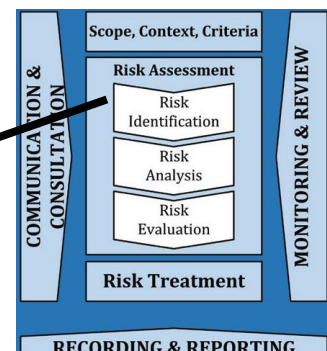 Scope, Context, Criteria
Risk Assessment
Risk
Identification
Risk
Analysis
Risk
Evaluation
Risk Treatment
COMMUNICATION &
CONSULTATION
MONITORING & REVIEW
RECORDING & REPORTING